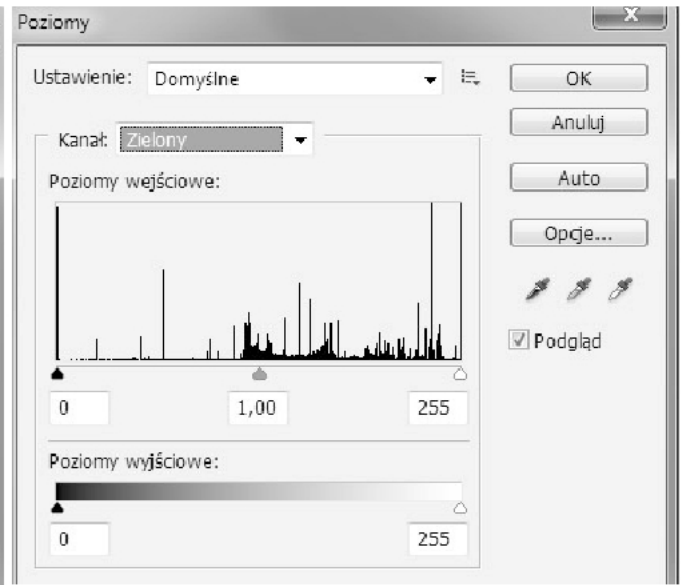 Poziomy
X
Ustawienie: Domyślne
OK
Anuluj
Auto
Opcje...
Podgląd
Kanał: Zielony
Poziomy wejściowe:
0 1,00 255
Poziomy wyjściowe:
0 255